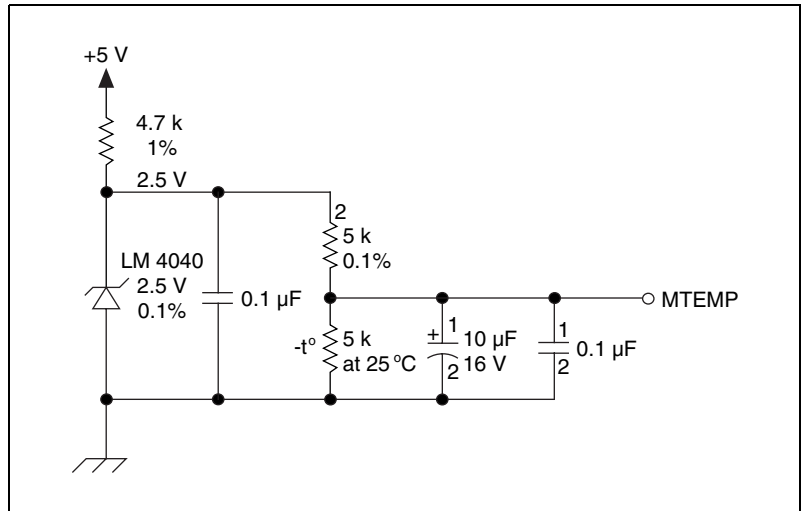 +5 V
4.7 k
1%
2.5 V
2
5 k
0.1%
LM 4040
2.5 V
0.1%
0.1 µF
MTEMP
-t°
5 k
at 25 °C
+
1
10 µF
2
16 V
1
0.1 µF
2